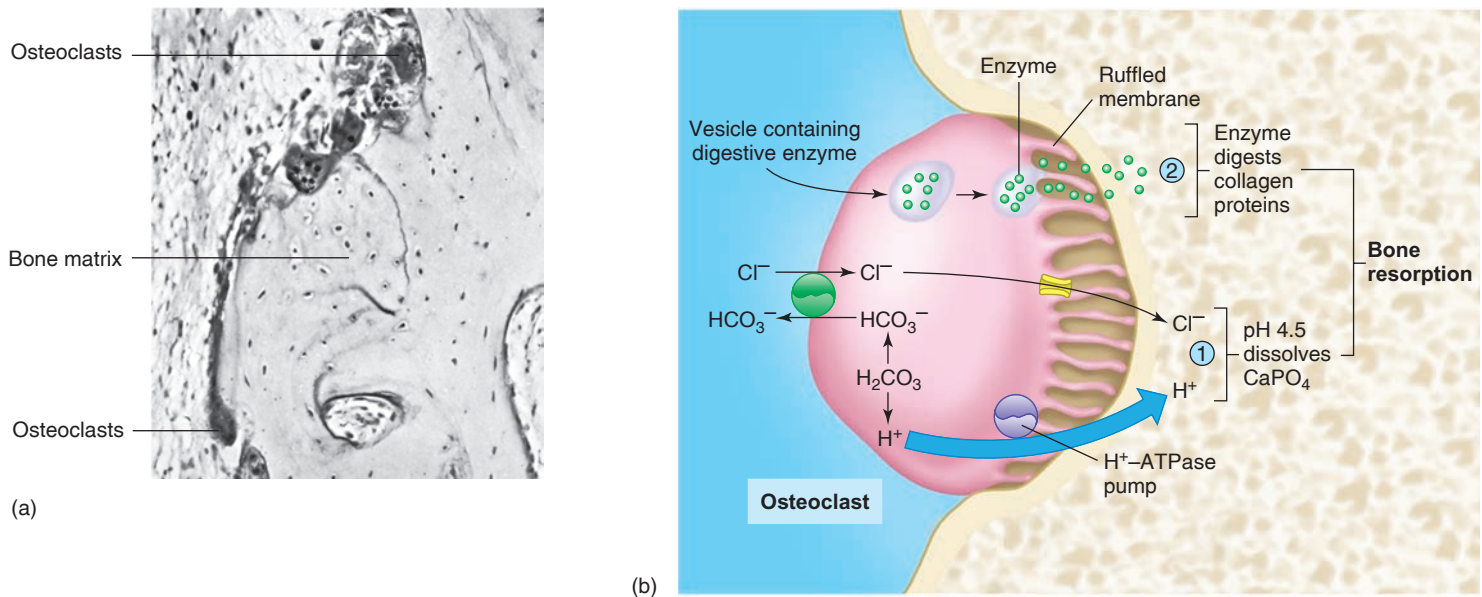 (a)
Osteoclasts
Bone matrix
Osteoclasts
(b)
Vesicle containing
digestive enzyme
Enzyme
Ruffled
membrane
2
Enzyme
digests
collagen
proteins
Bone
resorption
Cl⁻
Cl⁻
HCO₃⁻
HCO₃⁻
H₂CO₃
H⁺
Cl⁻
1
H⁺
pH 4.5
dissolves
CaPO₄
H⁺–ATPase
pump
Osteoclast